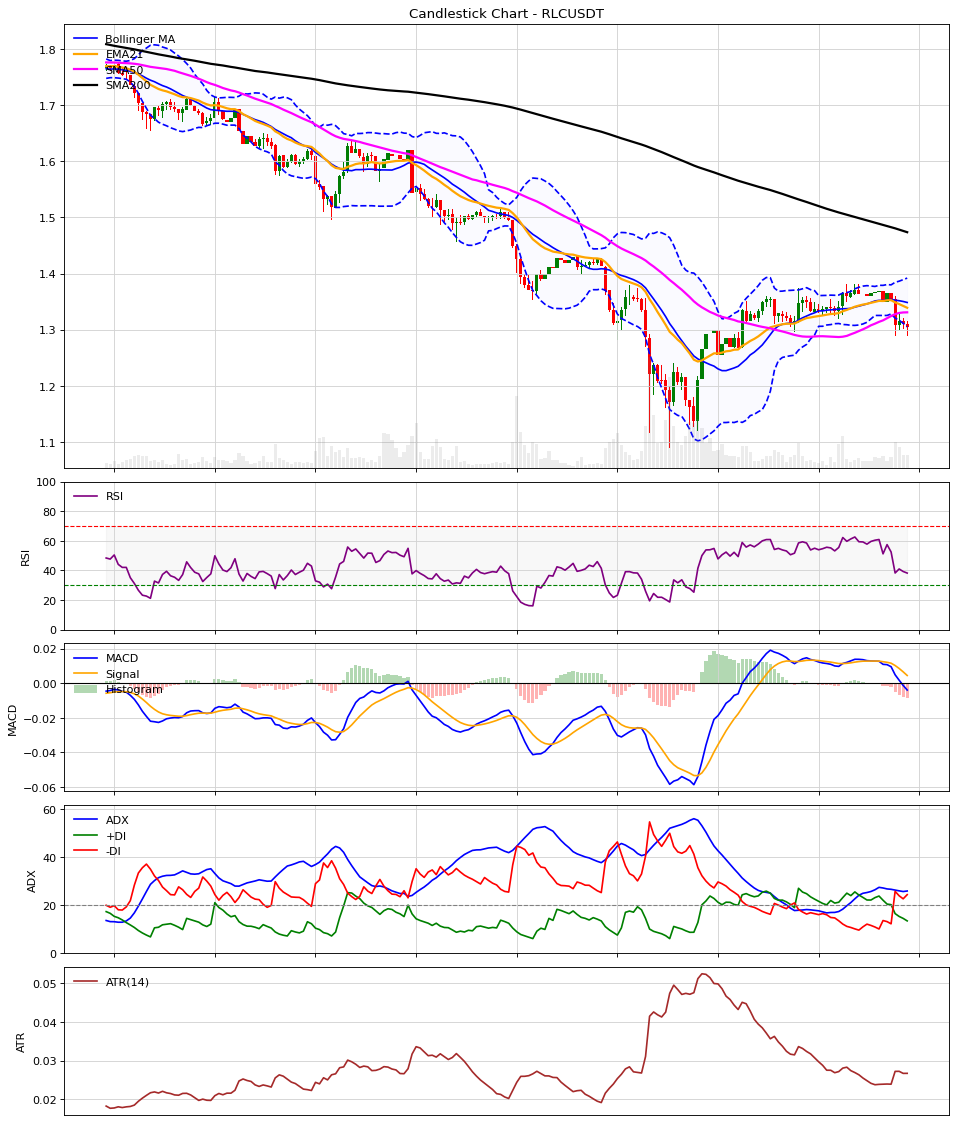 Candlestick Chart - RLCUSDT
Bollinger MA
EMA21
SMA50
SMA200
1.8
1.7
1.6
1.5
1.4
1.3
1.2
1.1
RSI
RSI
100
80
60
40
20
0
MACD
MACD
Signal
Histogram
0.02
0.00
−0.02
−0.04
−0.06
ADX
ADX
+DI
-DI
60
40
20
0
ATR
ATR(14)
0.05
0.04
0.03
0.02